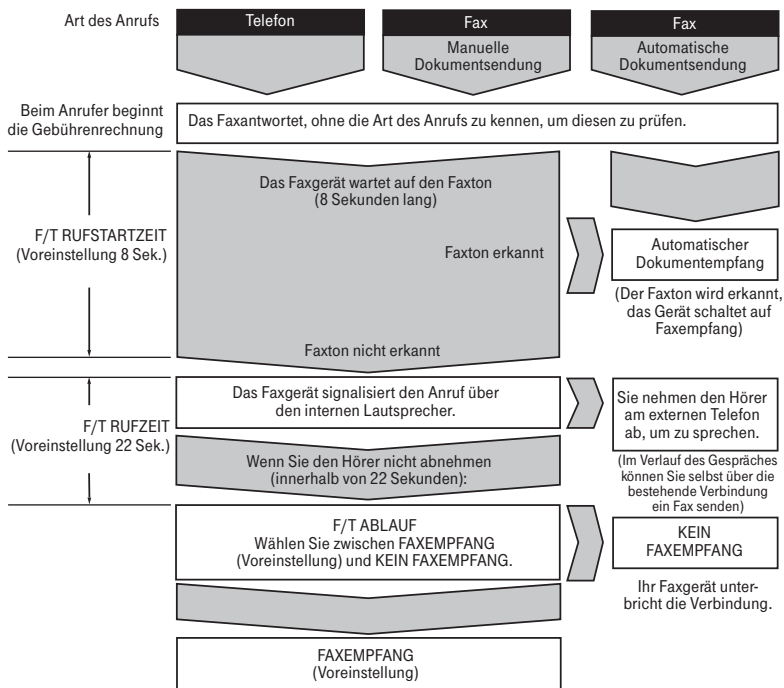 Art des Anrufs
Telefon
Fax
Fax
Manuelle
Dokumentsendung
Automatische
Dokumentsendung
Beim Anrufer beginnt
die Gebührenrechnung
Das Faxantwortet, ohne die Art des Anrufs zu kennen, um diesen zu prüfen.
Das Faxgerät wartet auf den Faxton
(8 Sekunden lang)
F/T RUFSTARTZEIT
(Voreinstellung 8 Sek.)
Faxton erkannt
Automatischer
Dokumentempfang
(Der Faxton wird erkannt,
das Gerät schaltet auf
Faxempfang)
Faxton nicht erkannt
F/T RUFZEIT
(Voreinstellung 22 Sek.)
Das Faxgerät signalisiert den Anruf über
den internen Lautsprecher.
Sie nehmen den Hörer
am externen Telefon
ab, um zu sprechen.
(Im Verlauf des Gespräches
können Sie selbst über die
bestehende Verbindung
ein Fax senden)
Wenn Sie den Hörer nicht abnehmen
(innerhalb von 22 Sekunden):
F/T ABLAUF
Wählen Sie zwischen FAXEMPFANG
(Voreinstellung) und KEIN FAXEMPFANG.
KEIN
FAXEMPFANG
Ihr Faxgerät unter-
bricht die Verbindung.
FAXEMPFANG
(Voreinstellung)